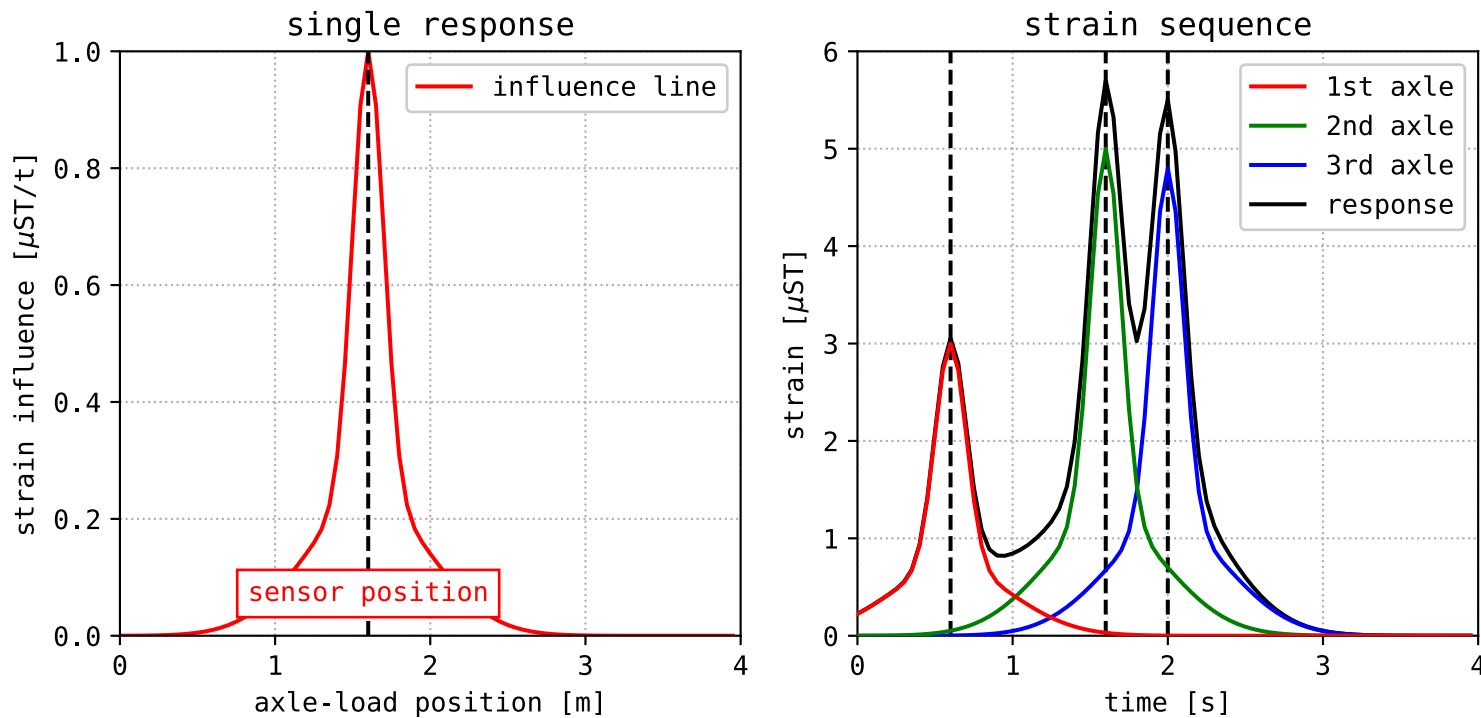 single response
strain influence [μST/t]
1.0
0.8
0.6
0.4
0.2
0.0
influence line
sensor position
0 1 2 3 4
axle-load position [m]
strain sequence
strain [μST]
6
5
4
3
2
1
0
1st axle
2nd axle
3rd axle
response
0 1 2 3 4
time [s]